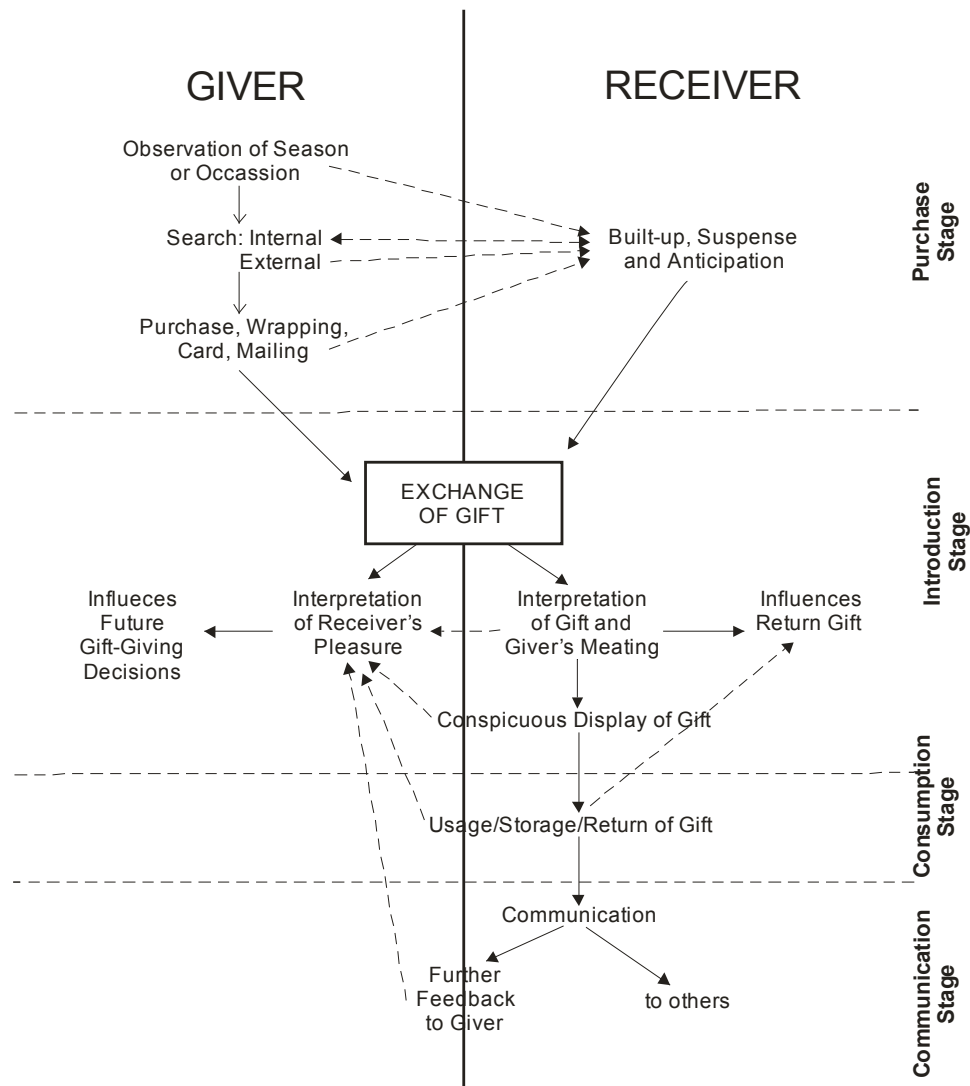 GIVER
RECEIVER
Observation of Season
or Occassion
Search: Internal
External
Built-up, Suspense
and Anticipation
Purchase, Wrapping,
Card, Mailing
Purchase
Stage
EXCHANGE
OF GIFT
Influeces
Future
Gift-Giving
Decisions
Interpretation
of Receiver's
Pleasure
Interpretation
of Gift and
Giver's Meating
Influences
Return Gift
Conspicuous Display of Gift
Introduction
Stage
Usage/Storage/Return of Gift
Consumption
Stage
Communication
Further
Feedback
to Giver
to others
Communication
Stage